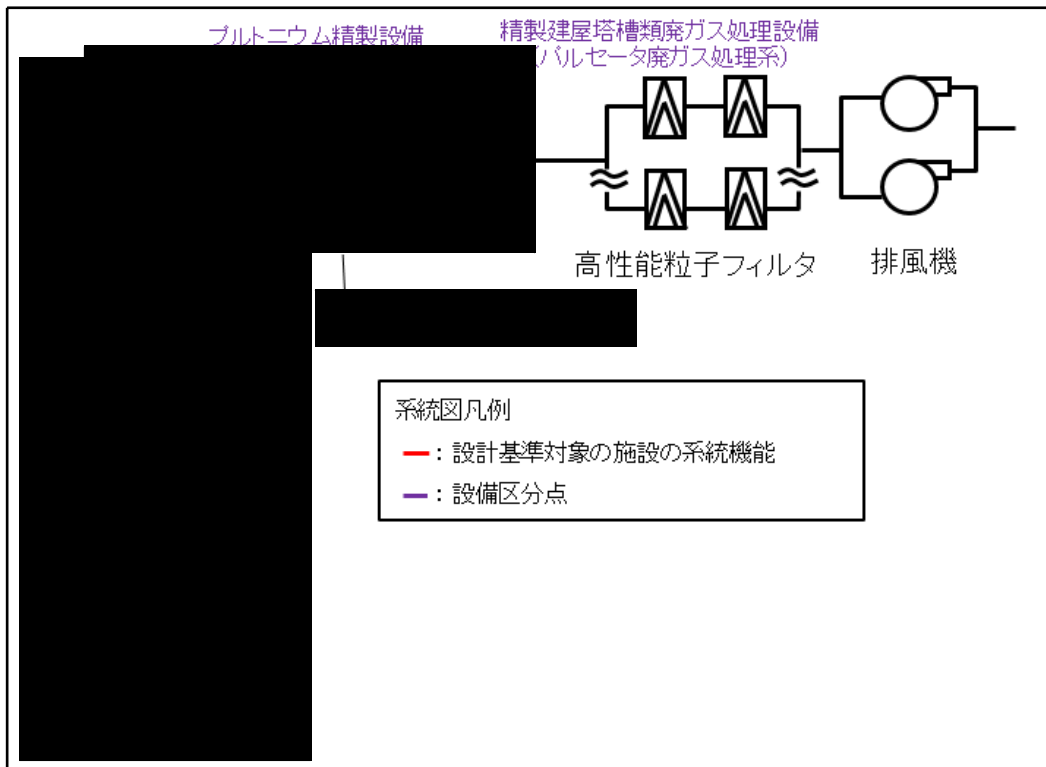 プルトニウム精製設備
精製建屋塔槽類廃ガス処理設備
(パルセータ廃ガス処理系)
高性能粒子フィルタ
排風機
系統図凡例
━:設計基準対象の施設の系統機能
━:設備区分点